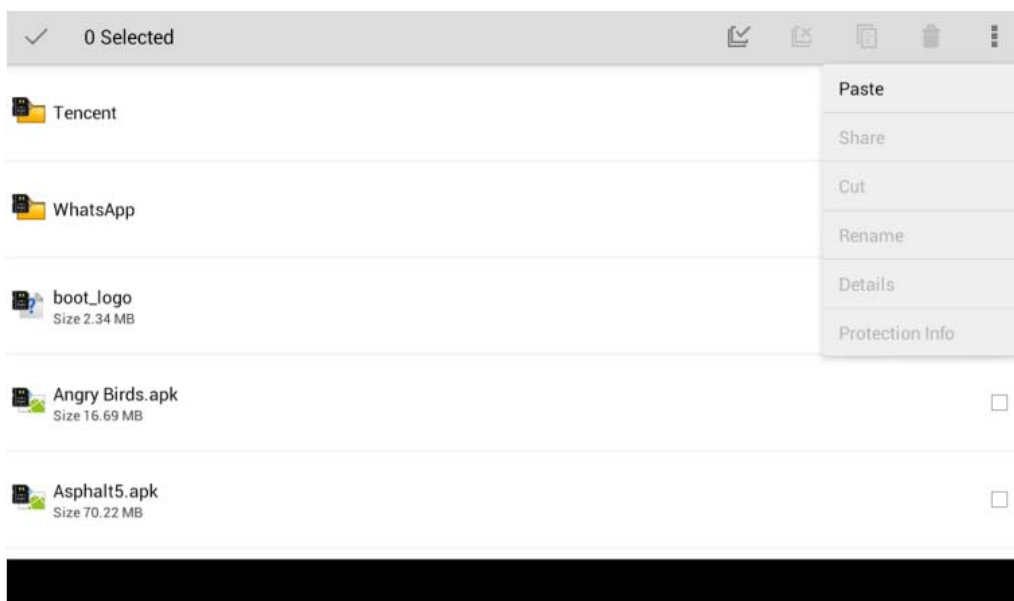 0 Selected
Paste
Tencent
Share
Cut
WhatsApp
Rename
Details
boot_logo
Size 2.34 MB
Protection Info
Angry Birds.apk
Size 16.69 MB
Asphalt5.apk
Size 70.22 MB